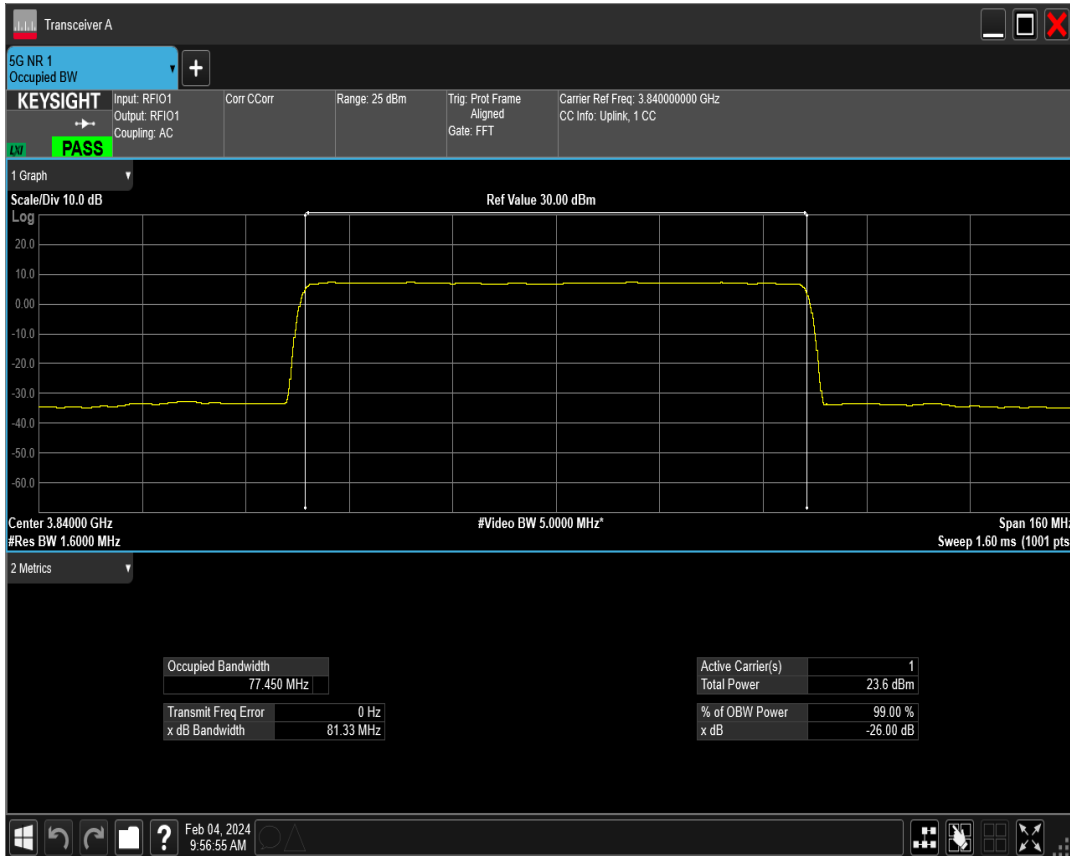 Transceiver A
5G NR 1
Occupied BW
KEYSIGHT
LXI
PASS
Input: RFIO1
Output: RFIO1
Coupling: AC
Corr CCorr
Range: 25 dBm
Trig: Prot Frame
Aligned
Gate: FFT
Carrier Ref Freq: 3.840000000 GHz
CC Info: Uplink, 1 CC
1 Graph
Scale/Div 10.0 dB
Ref Value 30.00 dBm
Log
20.0
10.0
0.00
-10.0
-20.0
-30.0
-40.0
-50.0
-60.0
Center 3.84000 GHz
#Video BW 5.0000 MHz*
Span 160 MHz
#Res BW 1.6000 MHz
Sweep 1.60 ms (1001 pts
2 Metrics
Occupied Bandwidth
77.450 MHz
Transmit Freq Error 0 Hz
x dB Bandwidth 81.33 MHz
Active Carrier(s) 1
Total Power 23.6 dBm
% of OBW Power 99.00 %
x dB -26.00 dB
?
Feb 04, 2024
9:56:55 AM